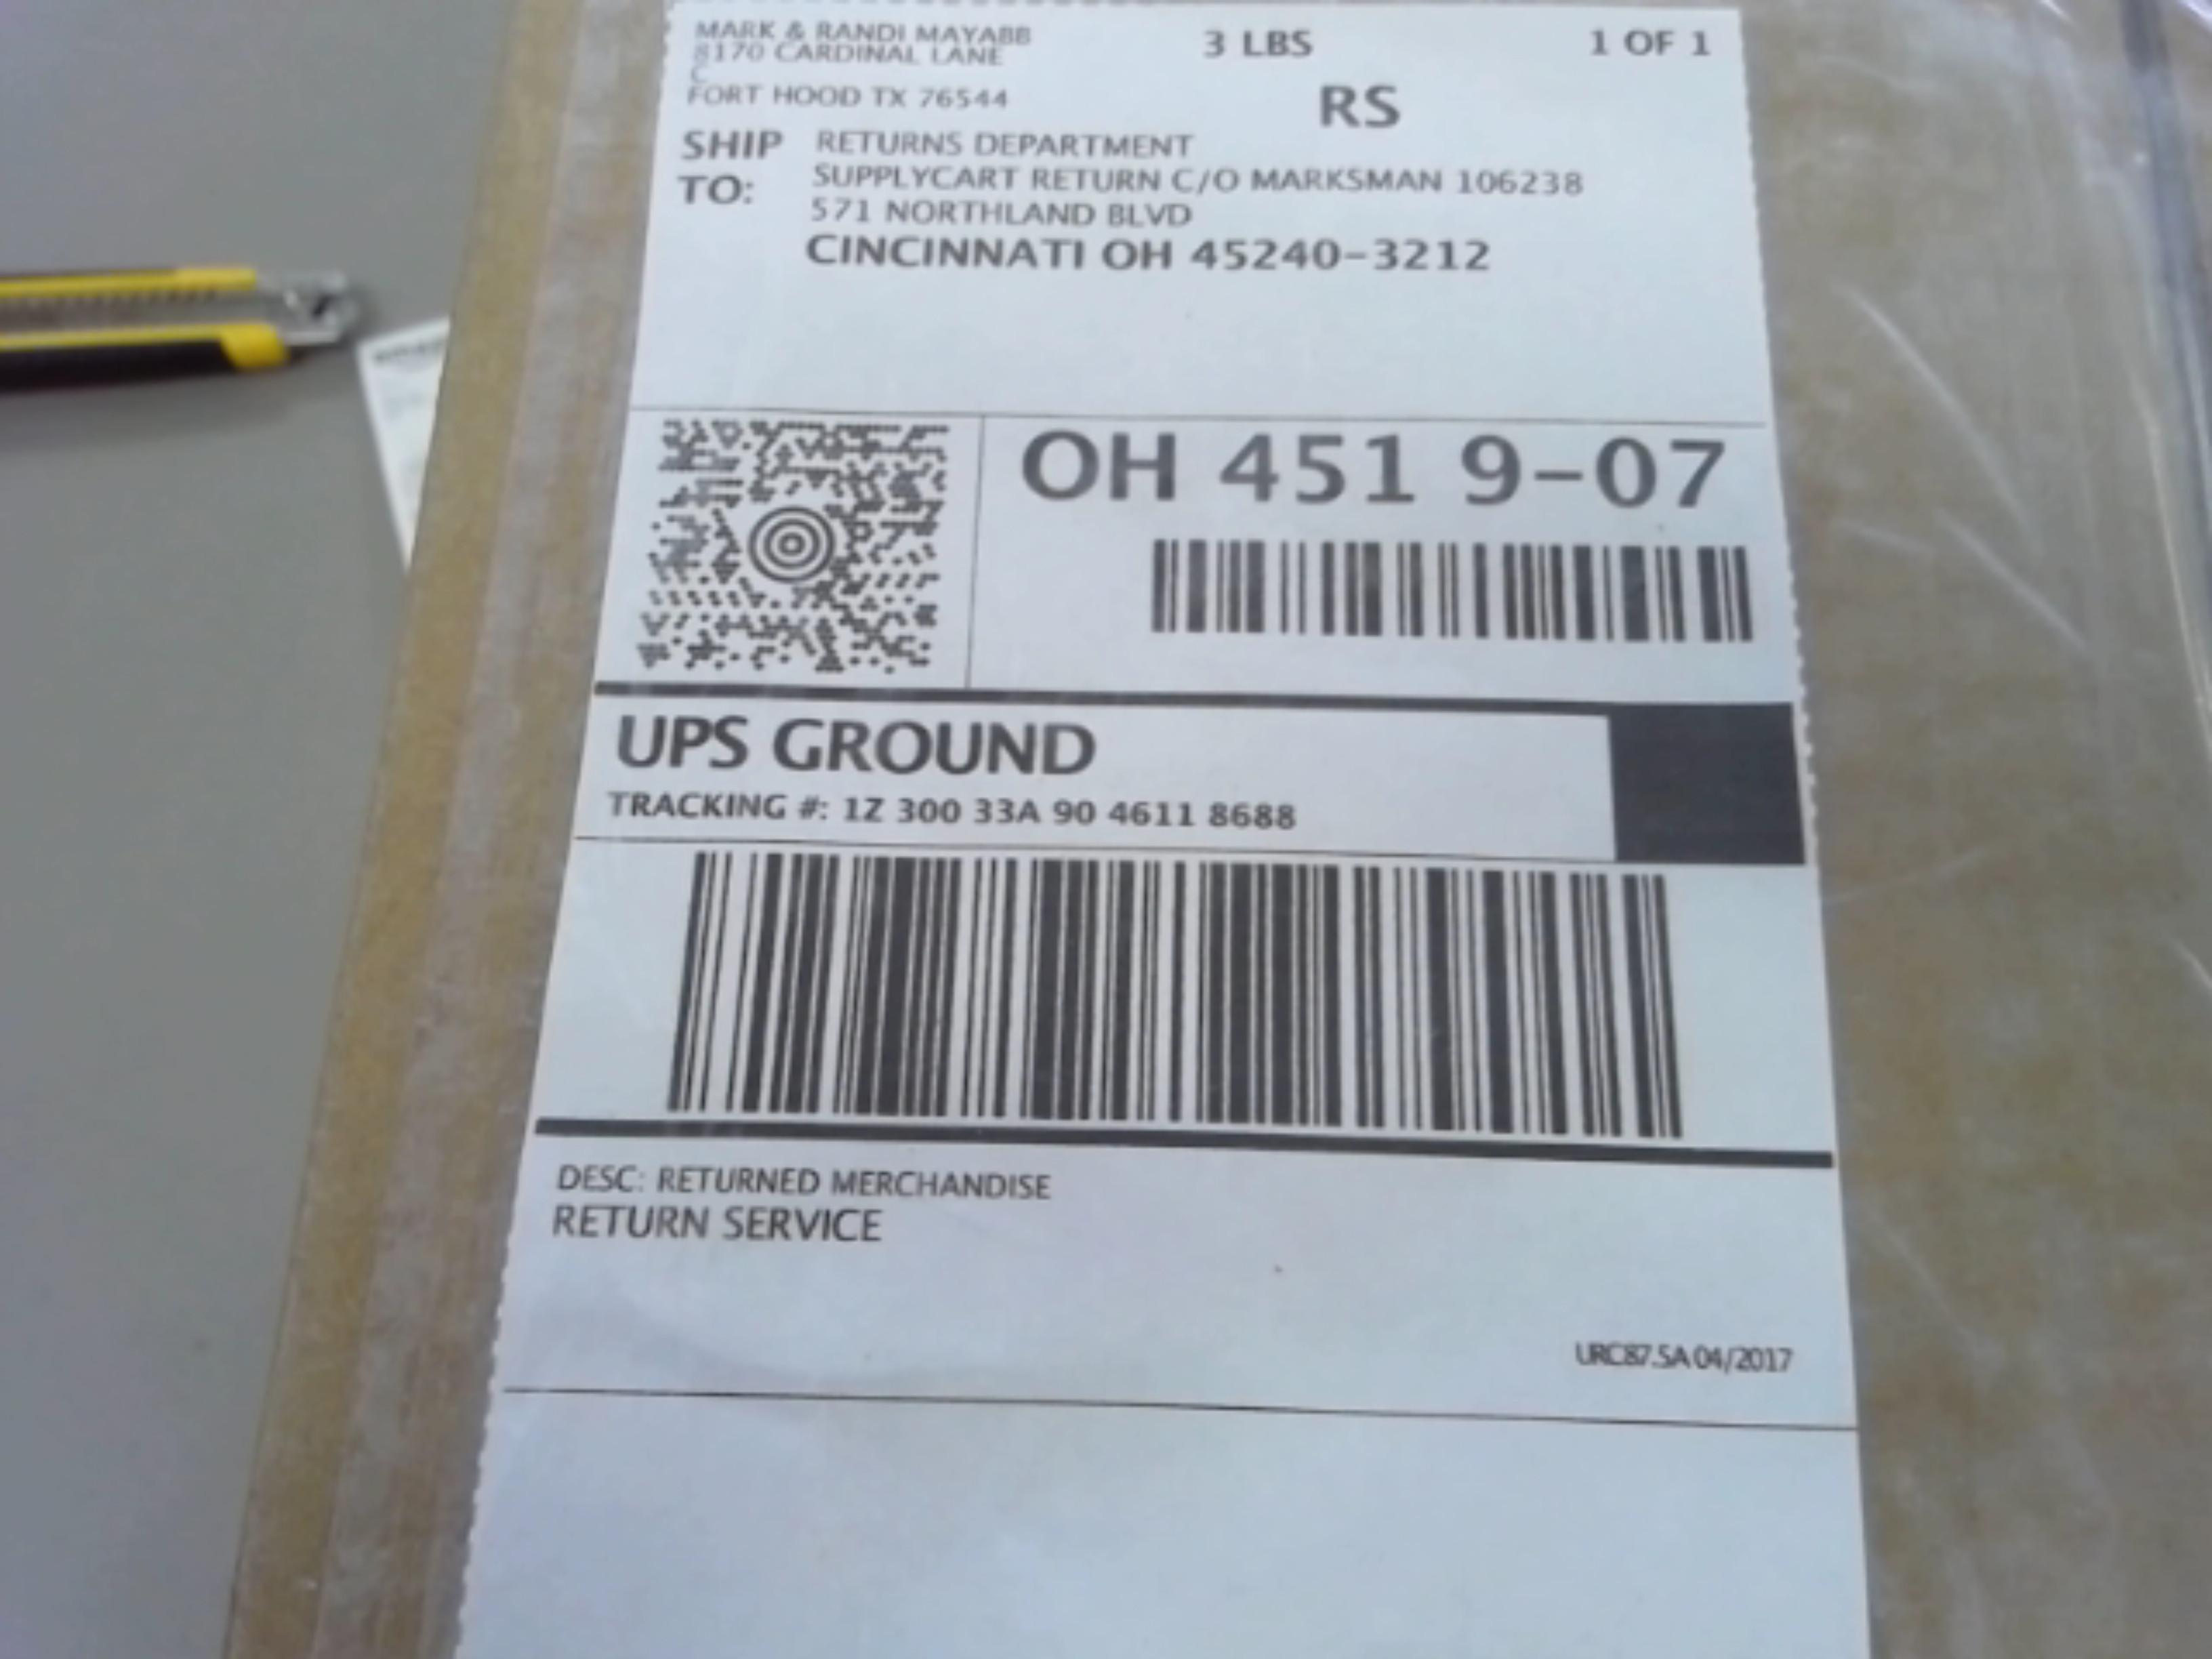 MARK & RANDI MAYABB
8170 CARDINAL LANE
C
FORT HOOD TX 76544
3 LBS
1 OF 1
RS
SHIP TO:
RETURNS DEPARTMENT
SUPPLYCART RETURN C/O MARKSMAN 106238
571 NORTHLAND BLVD
CINCINNATI OH 45240-3212
OH 451 9-07
UPS GROUND
TRACKING #: 1Z 300 33A 90 4611 8688
DESC: RETURNED MERCHANDISE
RETURN SERVICE
URC87.5A 04/2017